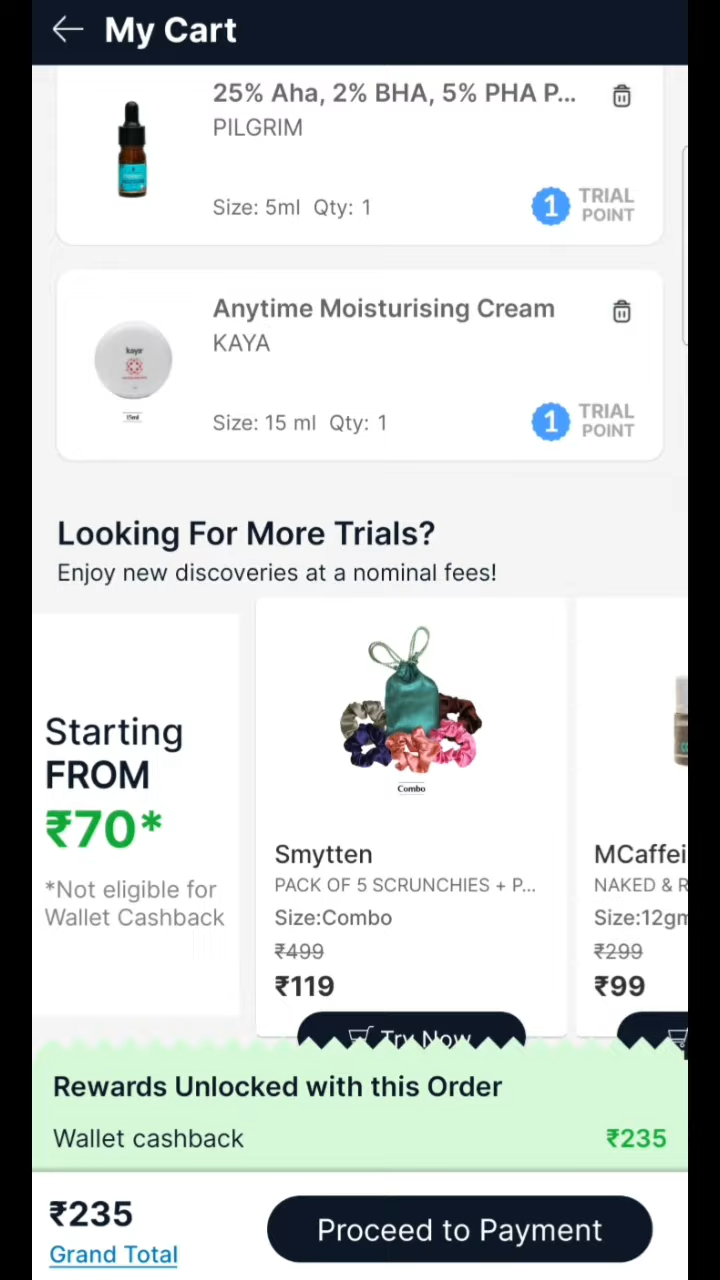 My Cart
25% Aha, 2% BHA, 5% PHA P...
PILGRIM
Size: 5ml Qty: 1
1 TRIAL
POINT
Anytime Moisturising Cream
KAYA
kaya
15ml
Size: 15 ml Qty: 1
1 TRIAL
POINT
Looking For More Trials?
Enjoy new discoveries at a nominal fees!
Starting
FROM
₹70*
*Not eligible for
Wallet Cashback
Combo
Smytten
PACK OF 5 SCRUNCHIES + P...
Size:Combo
₹499
₹119
Try Now
MCaffei
NAKED & R
Size:12gm
₹299
₹99
Rewards Unlocked with this Order
Wallet cashback ₹235
₹235
Grand Total
Proceed to Payment